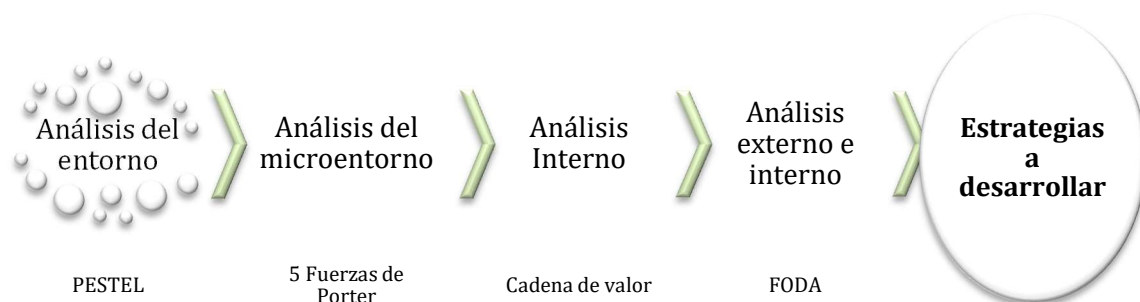 Análisis del
entorno
Análisis del
microentorno
Análisis
Interno
Análisis
externo e
interno
Estrategias
a
desarrollar
PESTEL
5 Fuerzas de
Porter
Cadena de valor
FODA